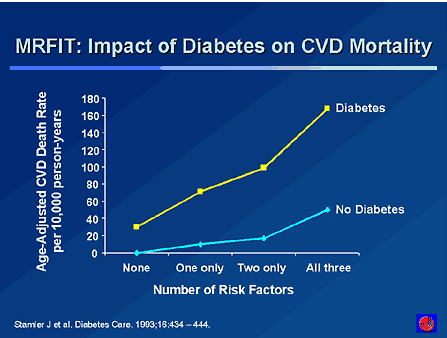 MRFIT: Impact of Diabetes on CVD Mortality
Age-Adjusted CVD Death Rate
per 10,000 person-years
180
160
140
120
100
80
60
40
20
0
Diabetes
No Diabetes
None
One only
Two only
All three
Number of Risk Factors
Stamler J et al. Diabetes Care. 1993;16:434 – 444.